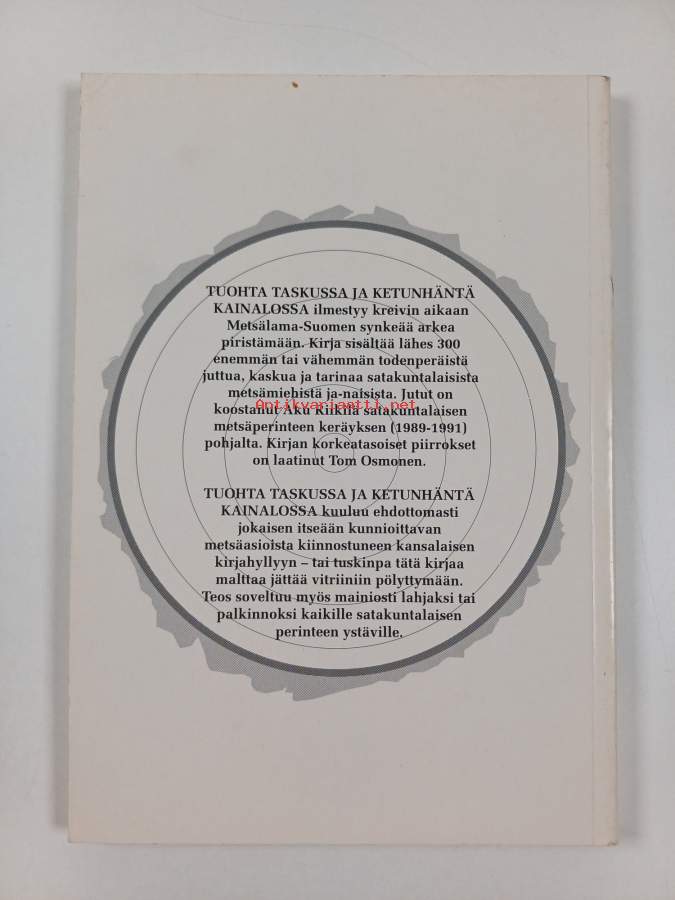 TUOHTA TASKUSSA JA KETUNHÄNTÄ
KAINALOSSA ilmestyy kreivin aikaan
Metsälama-Suomen synkeää arkea
piristämään. Kirja sisältää lähes 300
enemmän tai vähemmän todenperäistä
juttua, kaskua ja tarinaa satakuntalaisista
metsämiehistä ja-naisista. Jutut on
Antikvariaatti.net
koostanut Aku Kiikilä satakuntalaisen
metsäperinteen keräyksen (1989-1991)
pohjalta. Kirjan korkeatasoiset piirrokset
on laatinut Tom Osmonen.
TUOHTA TASKUSSA JA KETUNHÄNTÄ
KAINALOSSA kuuluu ehdottomasti
jokaisen itseään kunnioittavan
metsäasioista kiinnostuneen kansalaisen
kirjahyllyyn – tai tuskinpa tätä kirjaa
malttaa jättää vitriiniin pölyttymään.
Teos soveltuu myös mainiosti lahjaksi tai
palkinnoksi kaikille satakuntalaisen
perinteen ystäville.